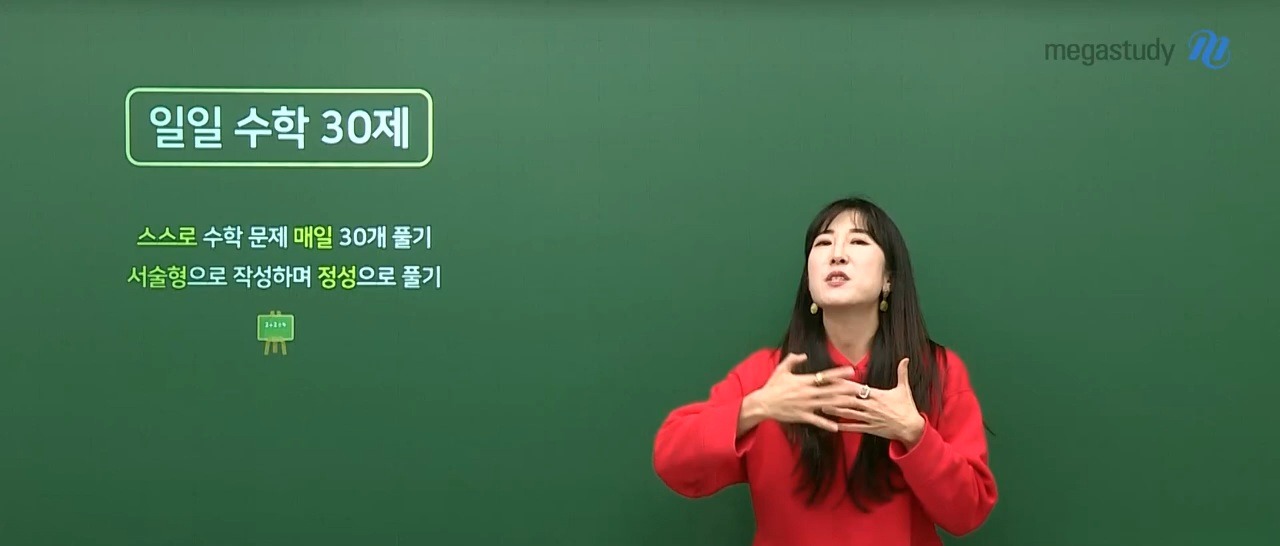 megastudy
일일 수학 30제
스스로 수학 문제 매일 30개 풀기
서술형으로 작성하며 정성으로 풀기